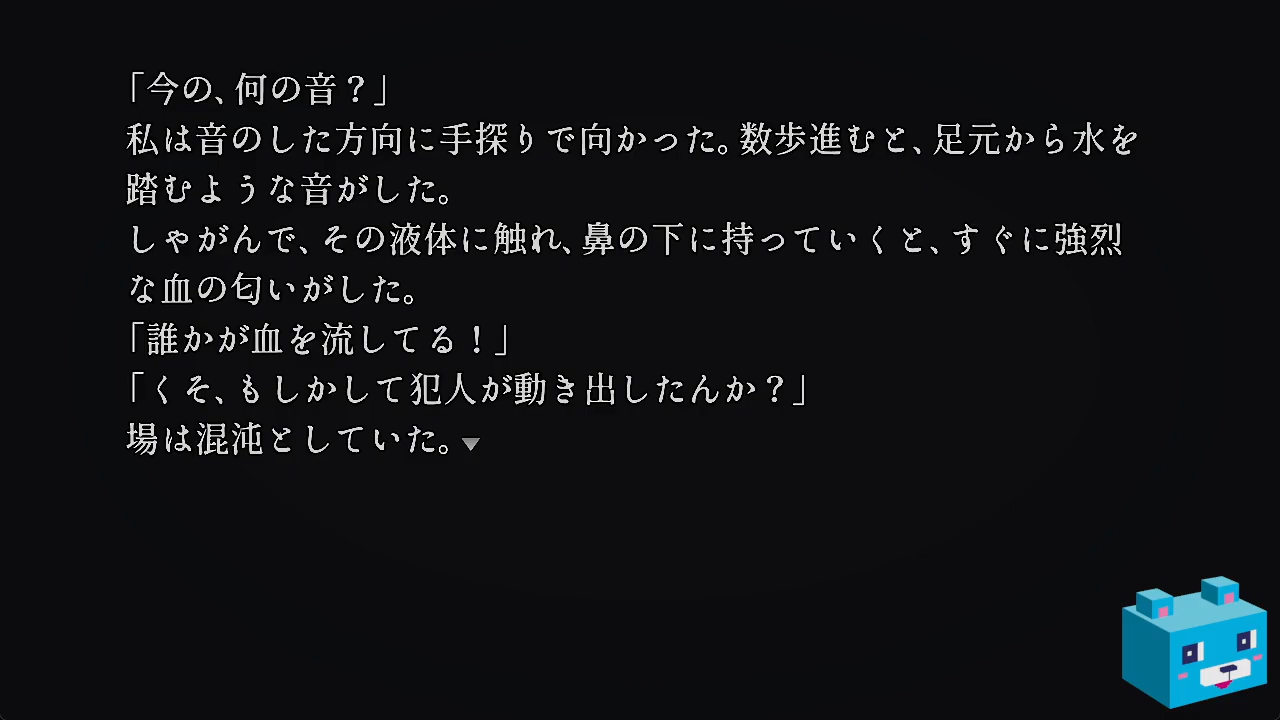 「今の、何の音？」
私は音のした方向に手探りで向かった。数歩進むと、足元から水を
踏むような音がした。
しゃがんで、その液体に触れ、鼻の下に持っていくと、すぐに強烈
な血の匂いがした。
「誰かが血を流してる！」
「くそ、もしかして犯人が動き出したんか？」
場は混沌としていた。